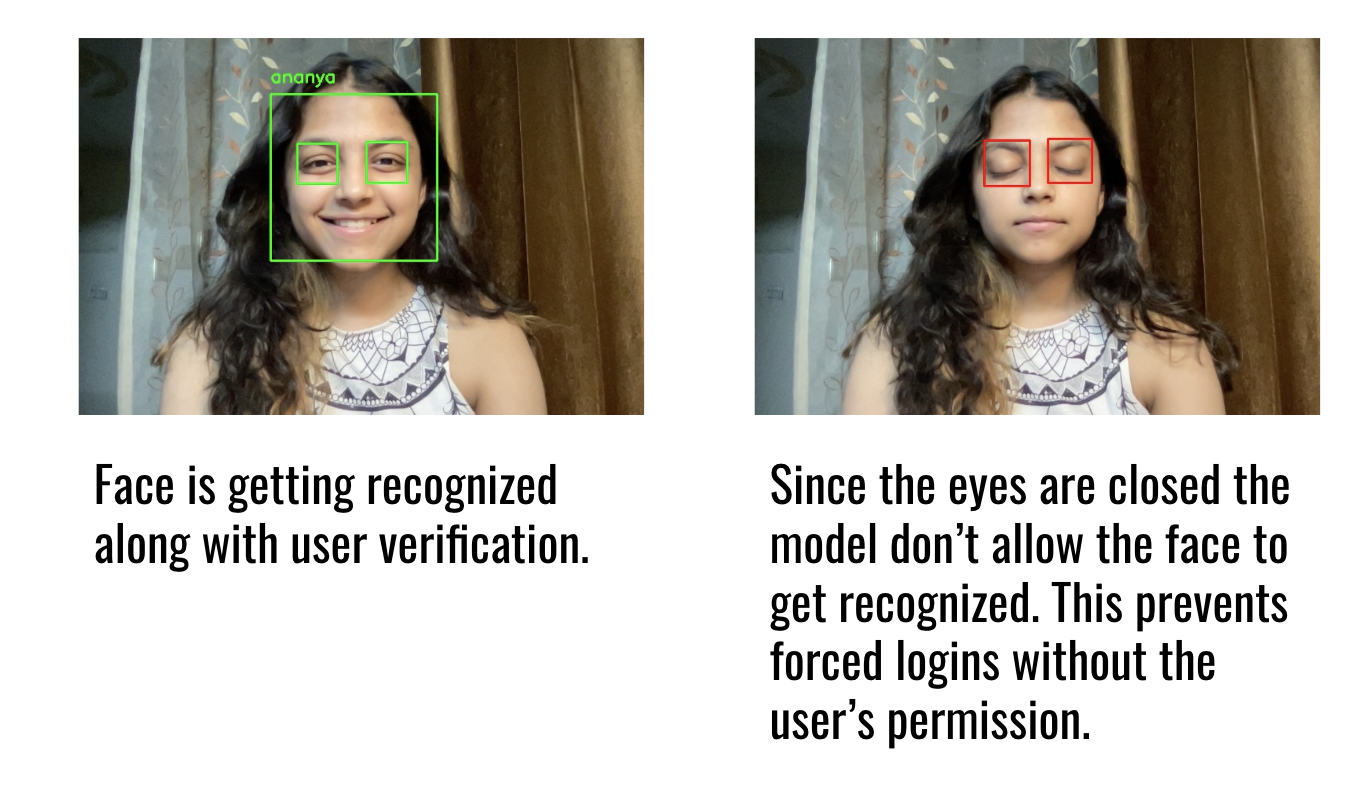 ananya
Face is getting recognized
along with user verification.
Since the eyes are closed the
model don’t allow the face to
get recognized. This prevents
forced logins without the
user’s permission.